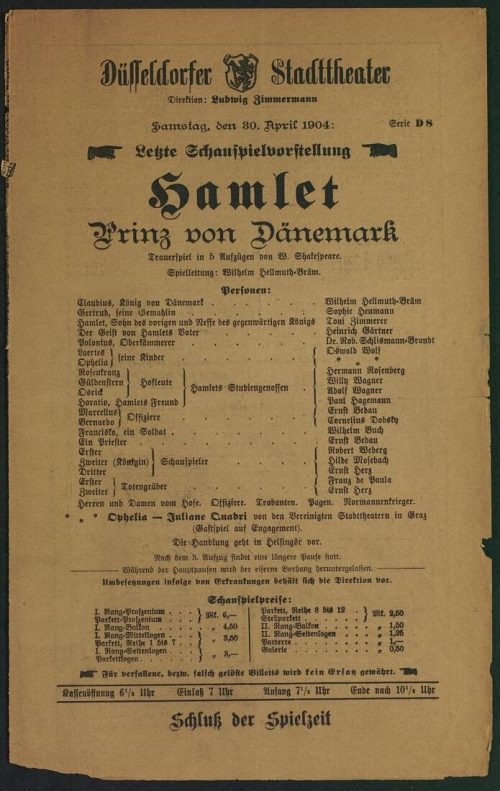 Düsseldorfer Stadttheater
Direktion: Ludwig Zimmermann
Samstag, den 30. April 1904: Serie D 8
Letzte Schauspielvorstellung
Hamlet
Prinz von Dänemark
Trauerspiel in 5 Aufzügen von W. Shakespeare.
Spielleitung: Wilhelm Hellmuth-Bräm.
Personen:
Claudius, König von Dänemark . . . . . . Wilhelm Hellmuth-Bräm
Gertrud, seine Gemahlin . . . . . . Sophie Heumann
Hamlet, Sohn des vorigen und Neffe des gegenwärtigen Königs Toni Zimmerer
Der Geist von Hamlets Vater . . . . . . Heinrich Gärtner
Polonius, Oberkämmerer . . . . . . Dr. Rob. Schlismann-Brandt
Laertes } seine Kinder . . . . . . { Oswald Wolf
Ophelia } * * *
Rosenkranz } Hofleute } Hamlets Studiengenossen . { Hermann Rosenberg
Güldenstern Willy Wagner
Osrick Adolf Wagner
Horatio, Hamlets Freund Paul Hagemann
Marcellus } Offiziere . . . . . . { Ernst Bedau
Bernardo } Cornelius Dobsky
Francisko, ein Soldat . . . . . . Wilhelm Buch
Ein Priester . . . . . . Ernst Bedau
Erster } Schauspieler . . . . . . { Robert Weberg
Zweiter (Königin) Hilde Mosebach
Dritter Ernst Herz
Erster } Totengräber . . . . . . { Franz de Paula
Zweiter } Ernst Herz
Herren und Damen vom Hofe. Offiziere. Trabanten. Pagen. Normannenkrieger.
* * * Ophelia — Juliane Quadri von den Vereinigten Stadttheatern in Graz
(Gastspiel auf Engagement).
Die Handlung geht in Helsingör vor.
Nach dem 3. Aufzug findet eine längere Pause statt.
Während der Hauptpausen wird der eiserne Vorhang heruntergelassen.
Umbesetzungen infolge von Erkrankungen behält sich die Direktion vor.
Schauspielpreise:
I. Rang-Proszenium . . . } Mk. 6,—
Parkett-Proszenium . . .
I. Rang-Balkon . . . „ 4,50
I. Rang-Mittellogen . . } „ 3,50
Parkett, Reihe 1 bis 7 .
I. Rang-Seitenlogen . . } „ 3,—
Parkettlogen . . . .
Parkett, Reihe 8 bis 12 . } Mk. 2,50
Stehparkett . . . .
II. Rang-Balkon . . . . „ 1,50
II. Rang-Seitenlogen . . „ 1,25
Parterre . . . . . „ 1,—
Galerie . . . . . „ 0,50
Für verfallene, bezw. falsch gelöste Billetts wird kein Ersatz gewährt.
Kassenöffnung 6½ Uhr Einlaß 7 Uhr Anfang 7½ Uhr Ende nach 10½ Uhr
Schluß der Spielzeit